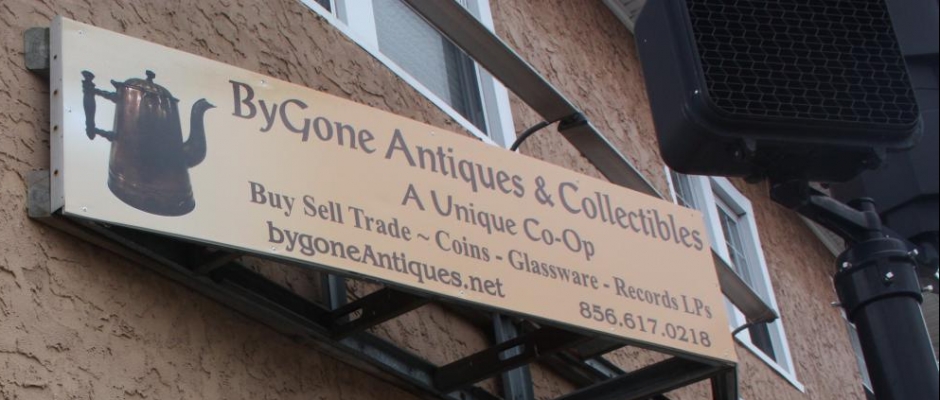 ByGone Antiques & Collectibles
A Unique Co-Op
Buy Sell Trade ~ Coins - Glassware - Records LPs
bygoneAntiques.net
856.617.0218